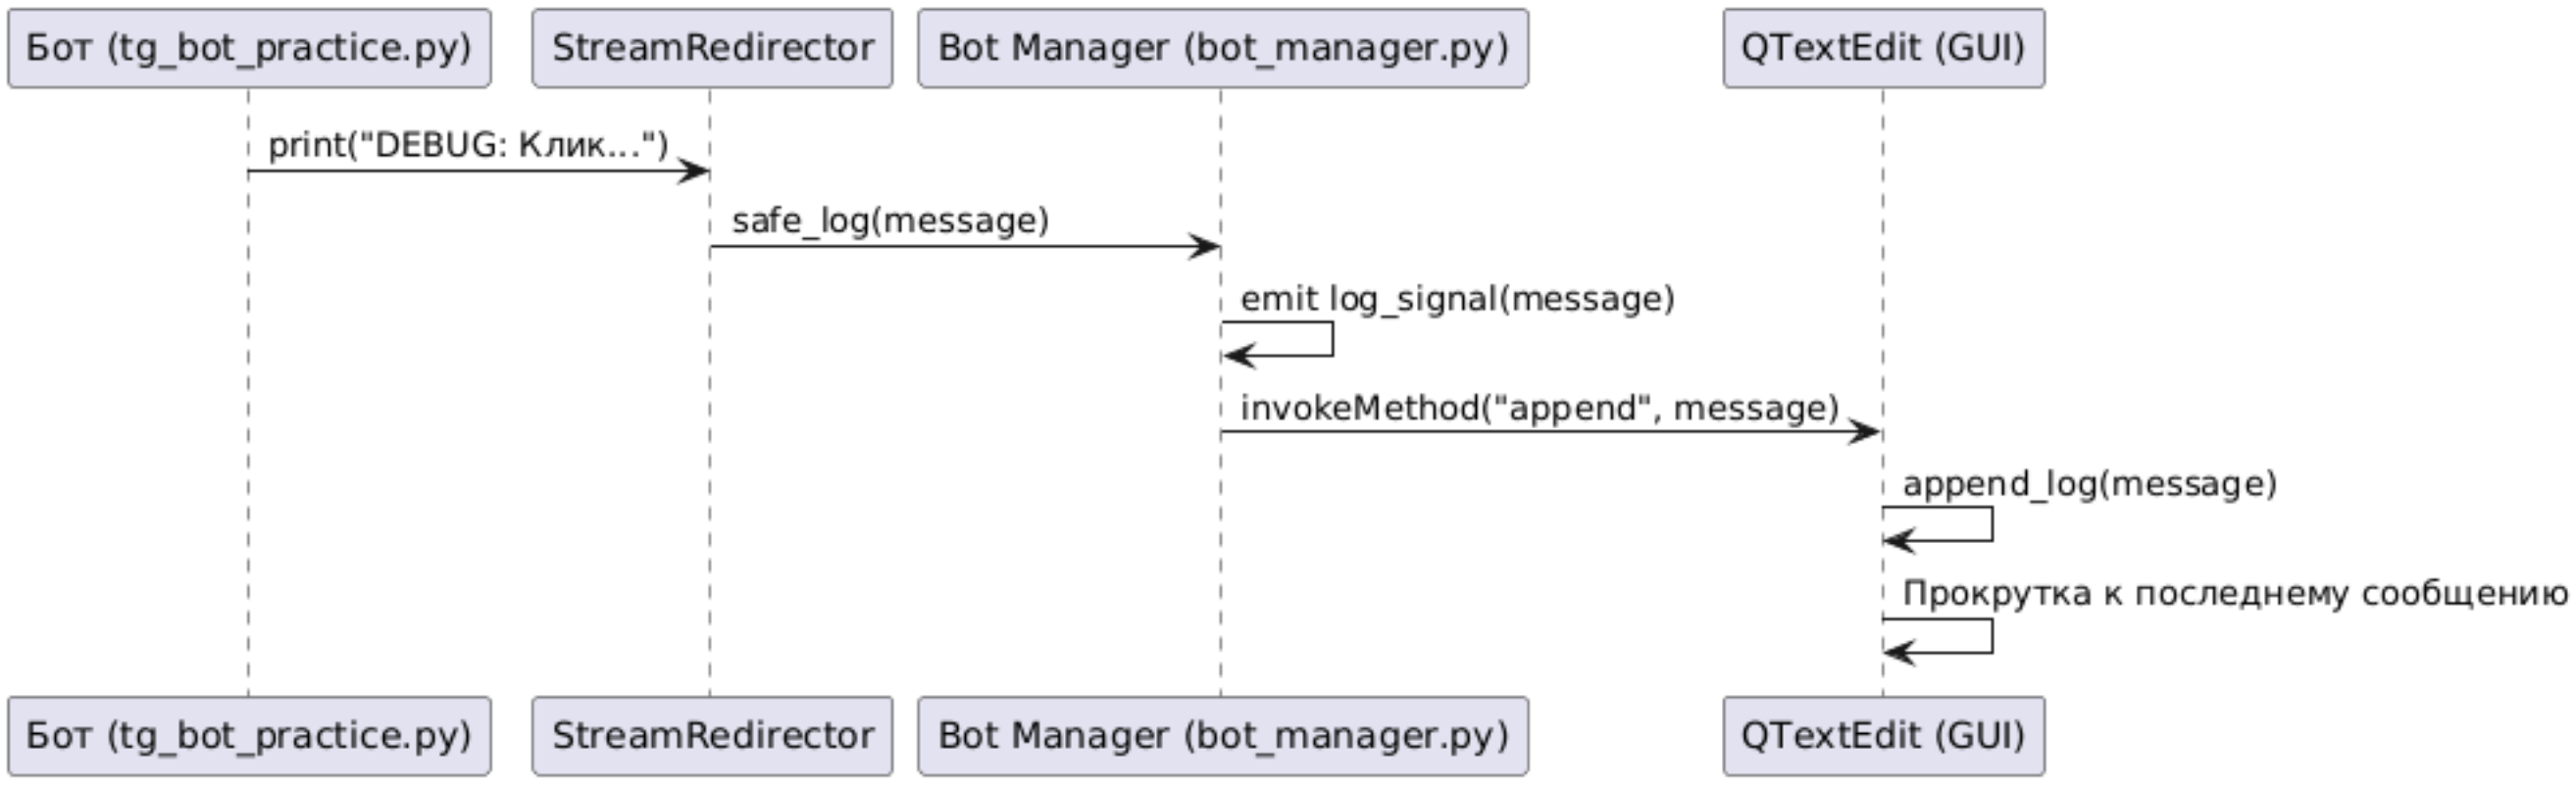 Бот (tg_bot_practice.py)
StreamRedirector
Bot Manager (bot_manager.py)
QTextEdit (GUI)
print("DEBUG: Клик...")
safe_log(message)
emit log_signal(message)
invokeMethod("append", message)
append_log(message)
Прокрутка к последнему сообщению
Бот (tg_bot_practice.py)
StreamRedirector
Bot Manager (bot_manager.py)
QTextEdit (GUI)